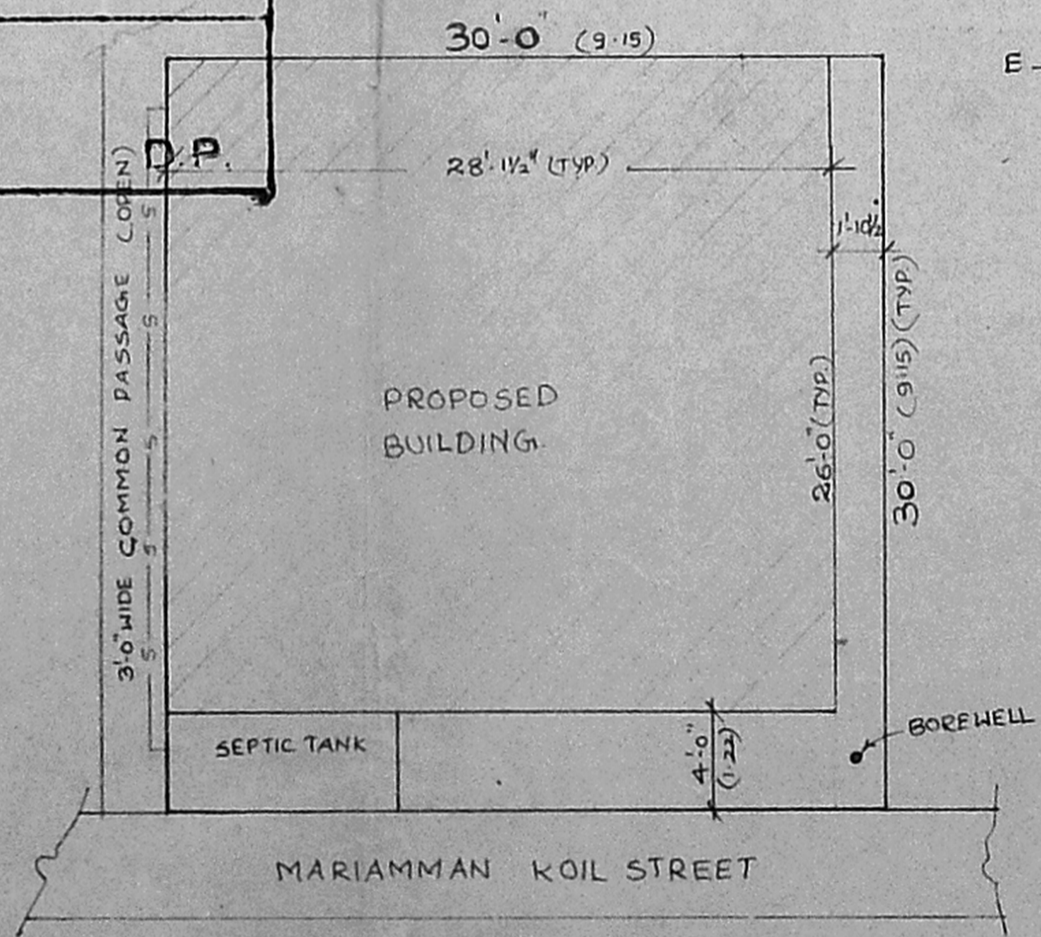 30'-0" (9.15)
E
D.P.
28'-1½" (TYP.)
1'-10½
3'-0" WIDE COMMON PASSAGE (OPEN)
S
S
S
S
S
PROPOSED
BUILDING.
26'-0" (TYP.)
30'-0" (9.15) (TYP.)
SEPTIC TANK
4'-0"
(1.22)
BOREWELL
MARIAMMAN KOIL STREET